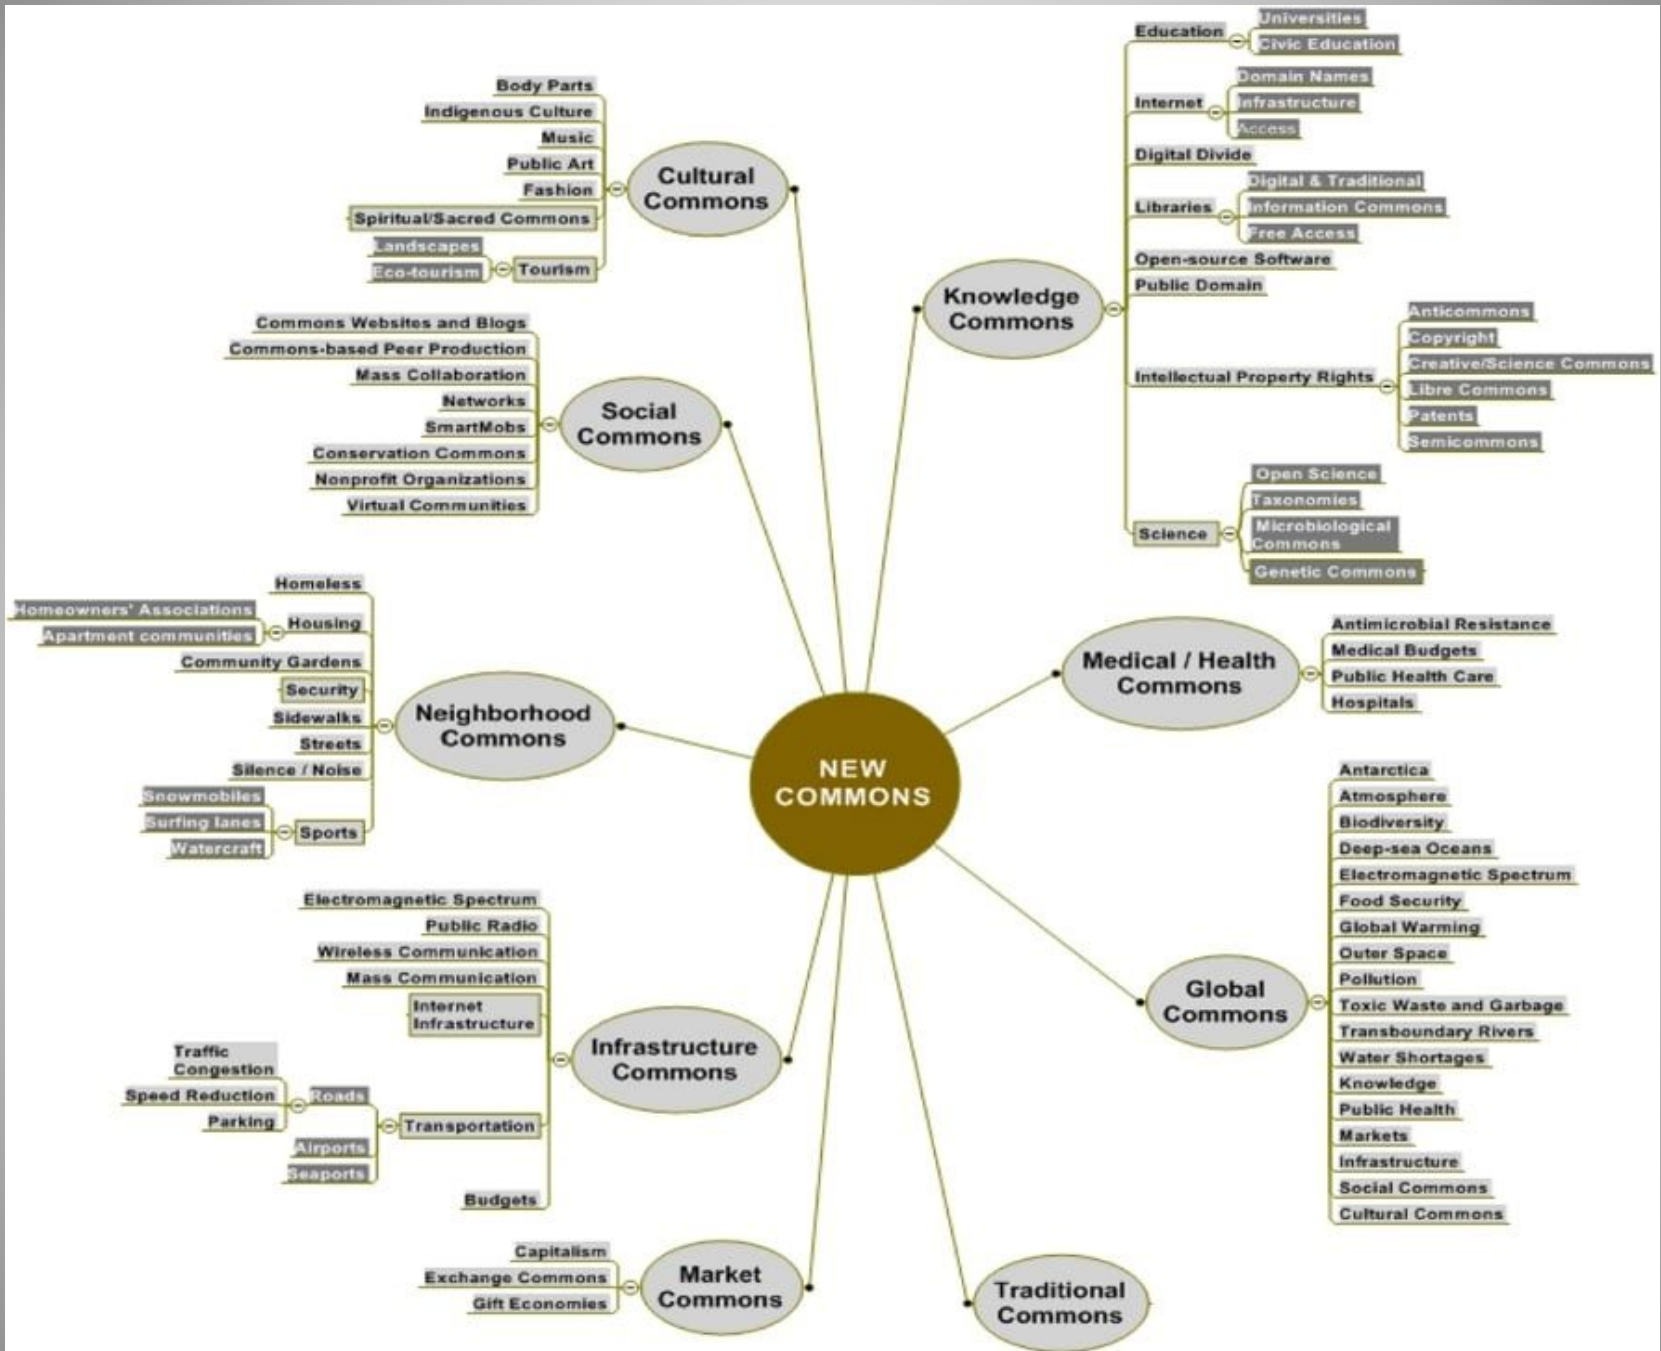 Body Parts
Indigenous Culture
Music
Public Art
Fashion
Spiritual/Sacred Commons
Landscapes
Eco-tourism
Tourism
Cultural
Commons
Commons Websites and Blogs
Commons-based Peer Production
Mass Collaboration
Networks
SmartMobs
Conservation Commons
Nonprofit Organizations
Virtual Communities
Social
Commons
Homeless
Homeowners' Associations
Apartment communities
Housing
Community Gardens
Security
Sidewalks
Streets
Silence / Noise
Snowmobiles
Surfing lanes
Watercraft
Sports
Neighborhood
Commons
Electromagnetic Spectrum
Public Radio
Wireless Communication
Mass Communication
Internet
Infrastructure
Traffic
Congestion
Speed Reduction
Parking
Roads
Airports
Seaports
Transportation
Budgets
Infrastructure
Commons
Capitalism
Exchange Commons
Gift Economies
Market
Commons
NEW
COMMONS
Knowledge
Commons
Education
Universities
Civic Education
Internet
Domain Names
Infrastructure
Access
Digital Divide
Libraries
Digital & Traditional
Information Commons
Free Access
Open-source Software
Public Domain
Intellectual Property Rights
Anticommons
Copyright
Creative/Science Commons
Libre Commons
Patents
Semicommons
Science
Open Science
Taxonomies
Microbiological
Commons
Genetic Commons
Medical / Health
Commons
Antimicrobial Resistance
Medical Budgets
Public Health Care
Hospitals
Global
Commons
Antarctica
Atmosphere
Biodiversity
Deep-sea Oceans
Electromagnetic Spectrum
Food Security
Global Warming
Outer Space
Pollution
Toxic Waste and Garbage
Transboundary Rivers
Water Shortages
Knowledge
Public Health
Markets
Infrastructure
Social Commons
Cultural Commons
Traditional
Commons